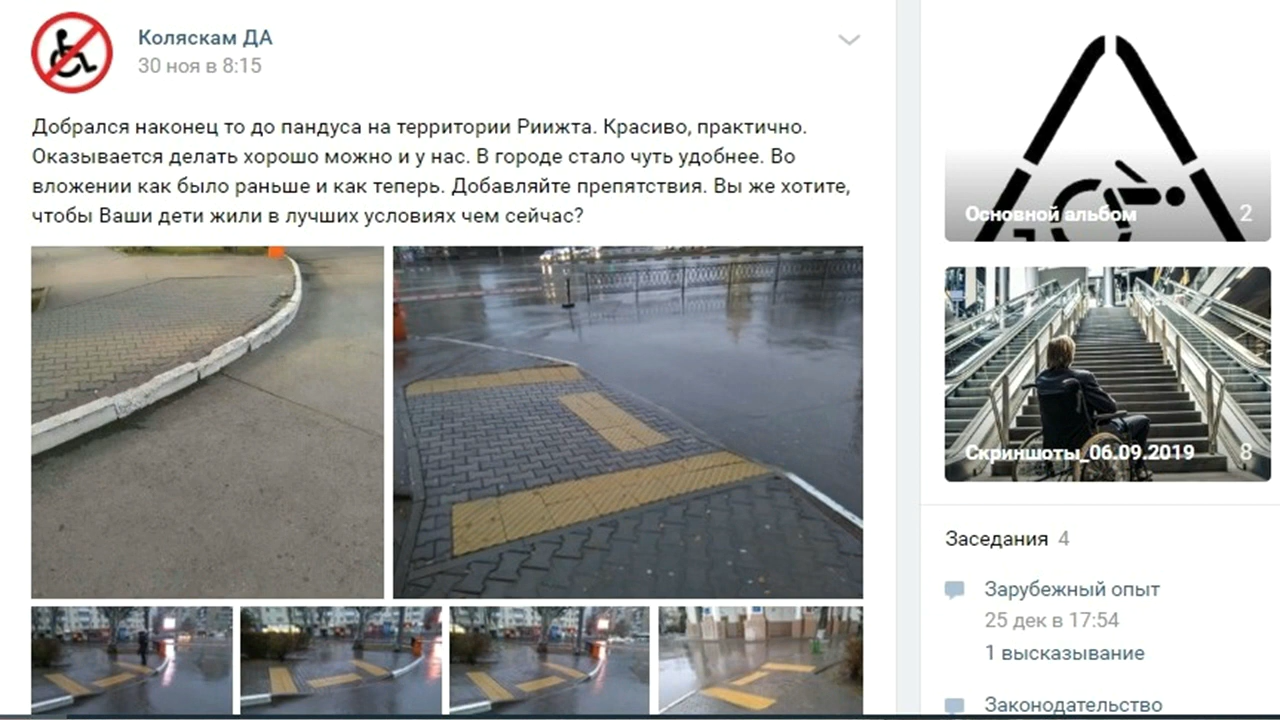 Коляскам ДА
30 ноя в 8:15
Добрался наконец то до пандуса на территории Риижта. Красиво, практично.
Оказывается делать хорошо можно и у нас. В городе стало чуть удобнее. Во
вложении как было раньше и как теперь. Добавляйте препятствия. Вы же хотите,
чтобы Ваши дети жили в лучших условиях чем сейчас?
Основной альбом 2
Скриншоты_06.09.2019 8
Заседания 4
Зарубежный опыт
25 дек в 17:54
1 высказывание
Законодательство